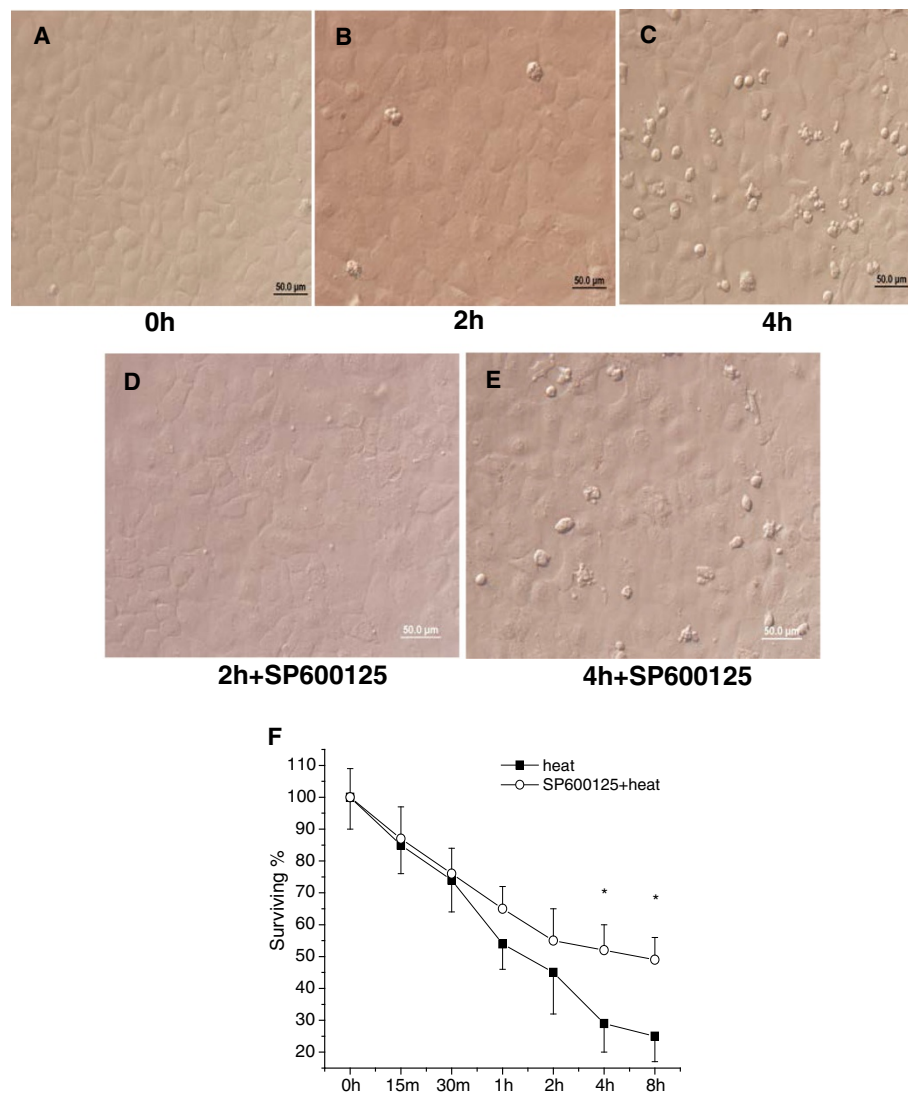 A
B
C
50.0 µm
50.0 µm
50.0 µm
0h
2h
4h
D
E
50.0 µm
50.0 µm
2h+SP600125
4h+SP600125
F
heat
SP600125+heat
Surviving %
110
100
90
80
70
60
50
40
30
20
* *
0h 15m 30m 1h 2h 4h 8h